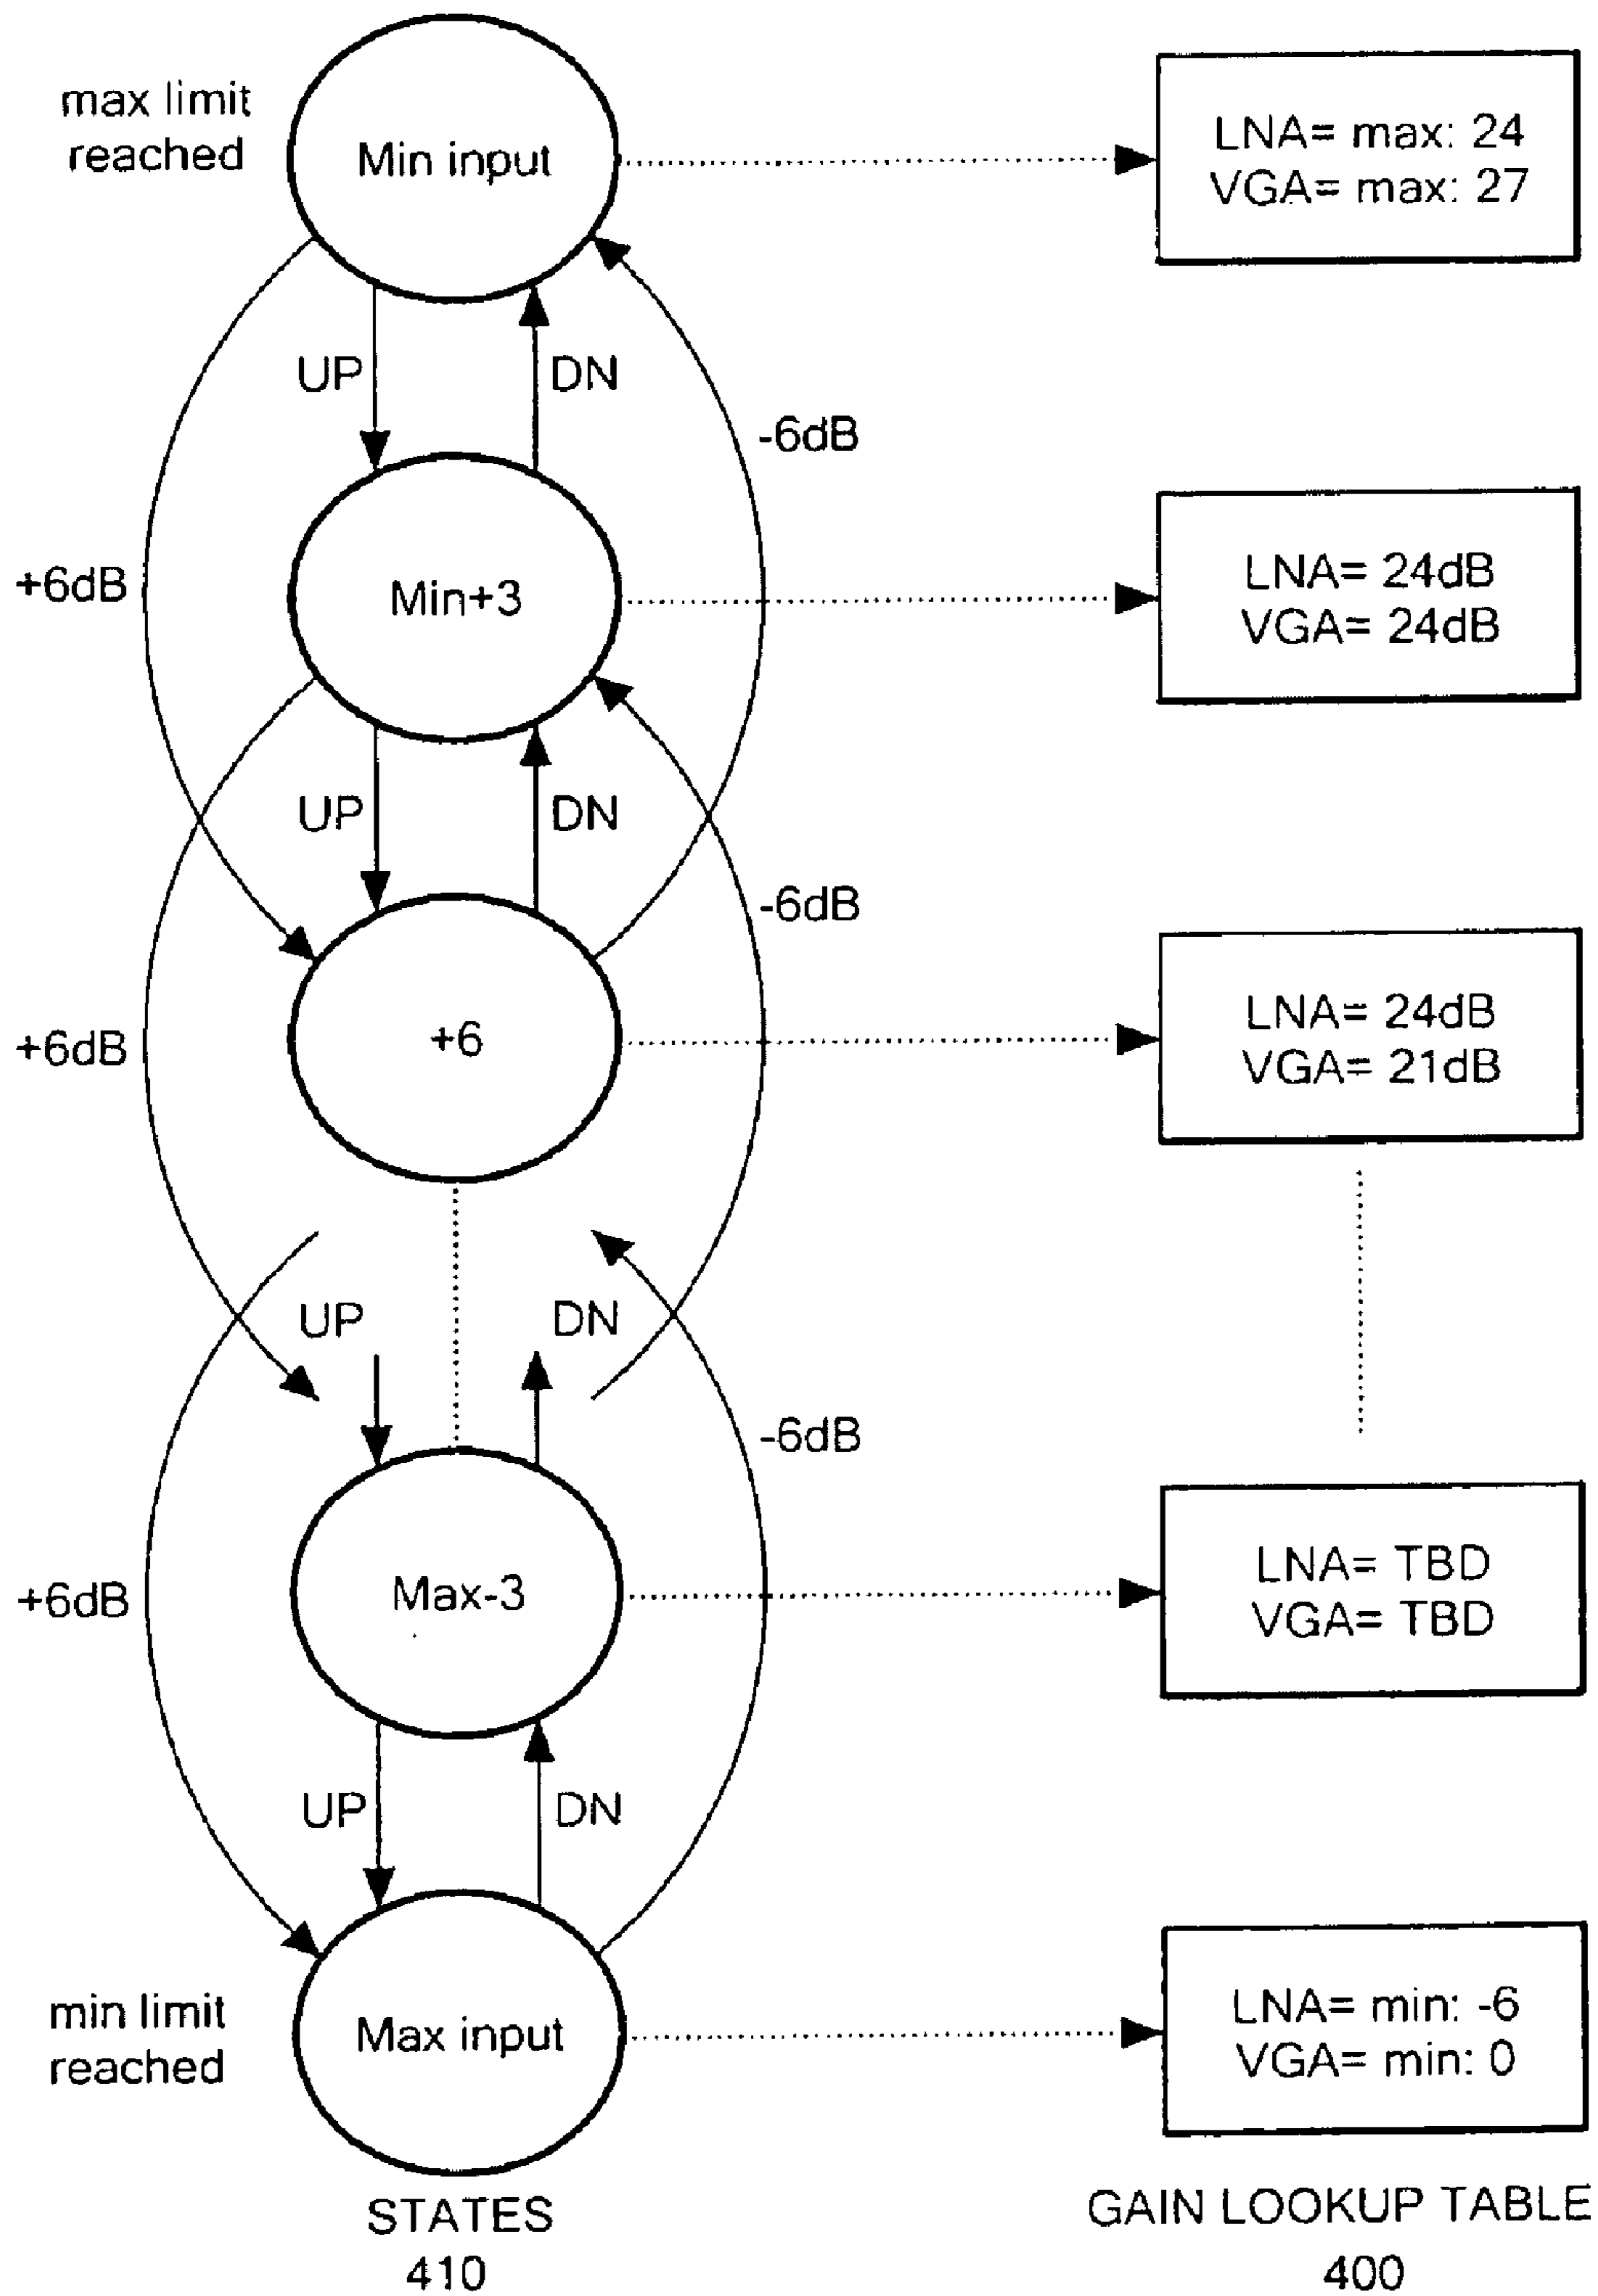 max limit
reached
Min input
LNA= max: 24
VGA= max: 27
UP
DN
-6dB
+6dB
Min+3
LNA= 24dB
VGA= 24dB
UP
DN
-6dB
+6dB
+6
LNA= 24dB
VGA= 21dB
UP
DN
-6dB
+6dB
Max-3
LNA= TBD
VGA= TBD
UP
DN
min limit
reached
Max input
LNA= min: -6
VGA= min: 0
STATES
410
GAIN LOOKUP TABLE
400